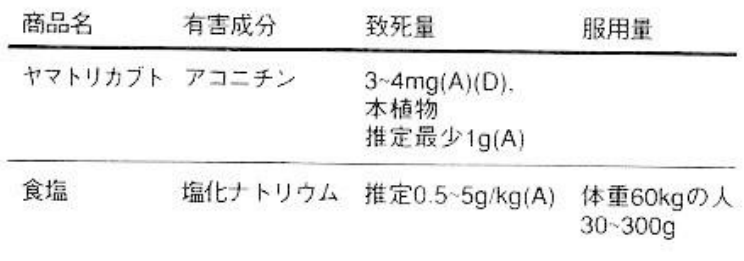 商品名 有害成分 致死量 服用量
ヤマトリカブト アコニチン 3~4mg(A)(D).
本植物
推定最少1g(A)
食塩 塩化ナトリウム 推定0.5~5g/kg(A) 体重60kgの人
30~300g